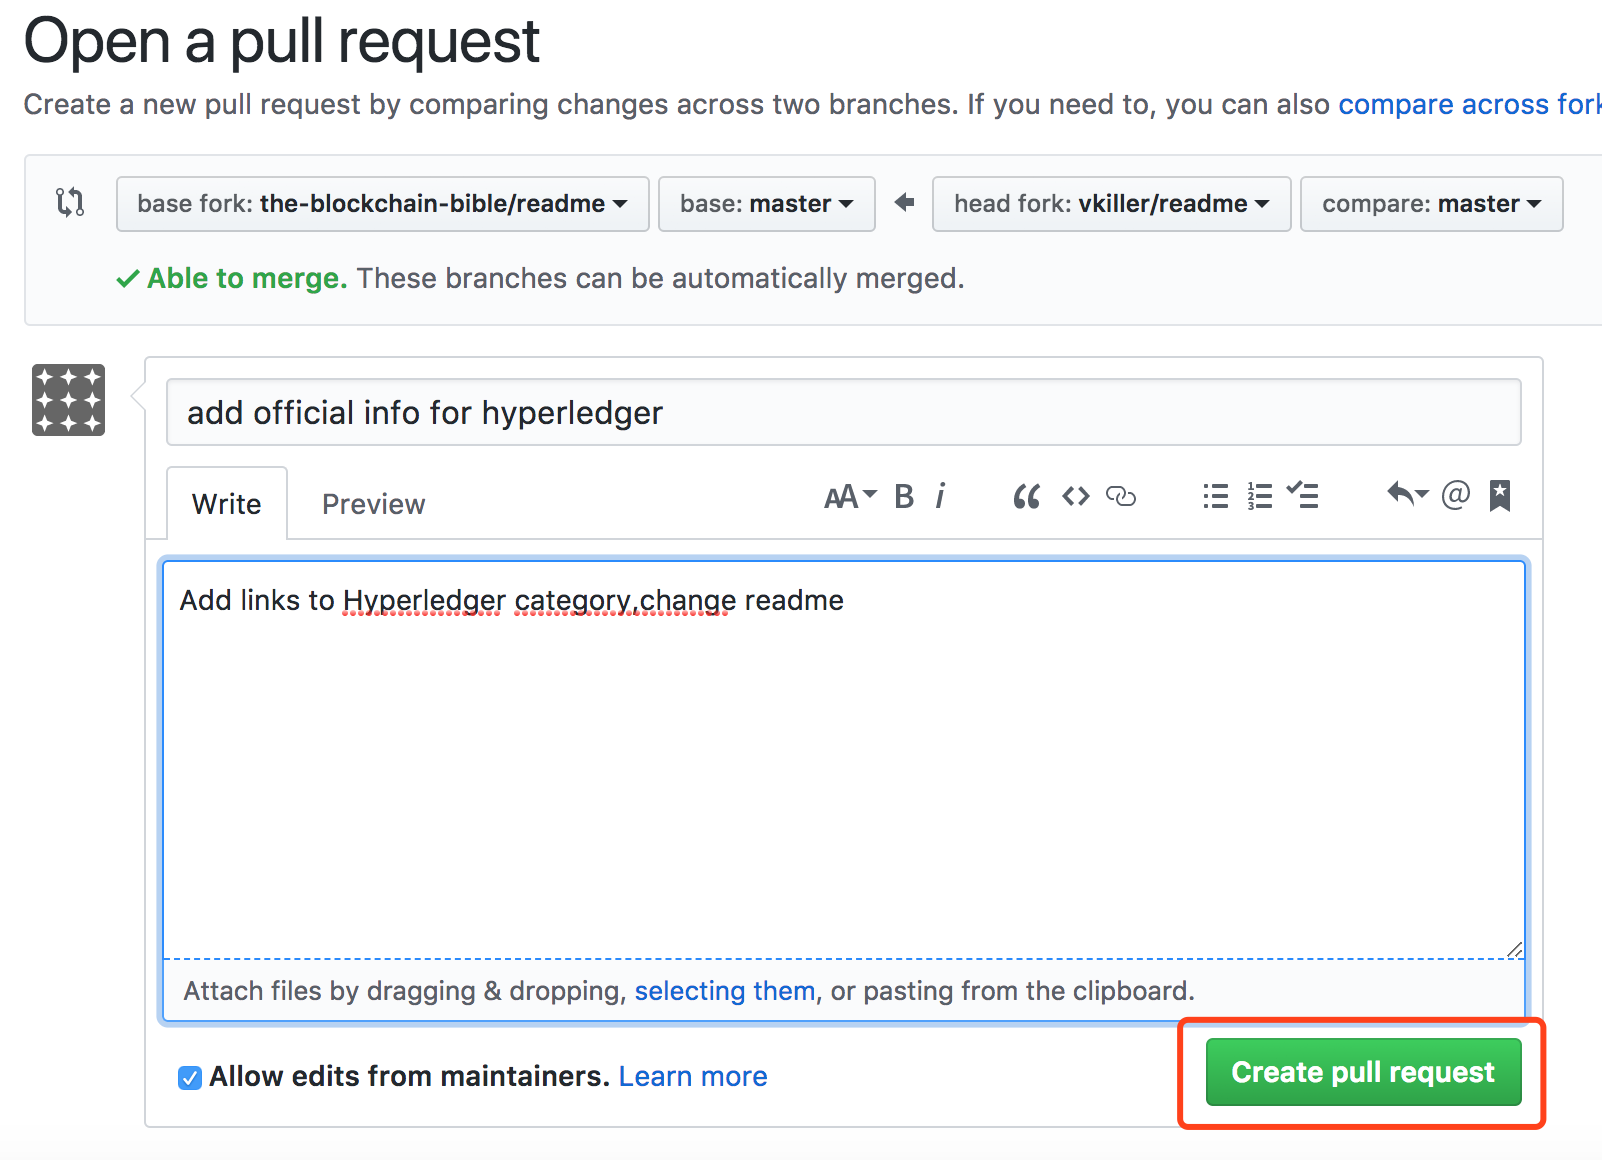 Open a pull request
Create a new pull request by comparing changes across two branches. If you need to, you can also compare across fork
base fork: the-blockchain-bible/readme base: master head fork: vkiller/readme compare: master
Able to merge. These branches can be automatically merged.
add official info for hyperledger
Write Preview AA B i
Add links to Hyperledger category,change readme
Attach files by dragging & dropping, selecting them, or pasting from the clipboard.
Allow edits from maintainers. Learn more
Create pull request